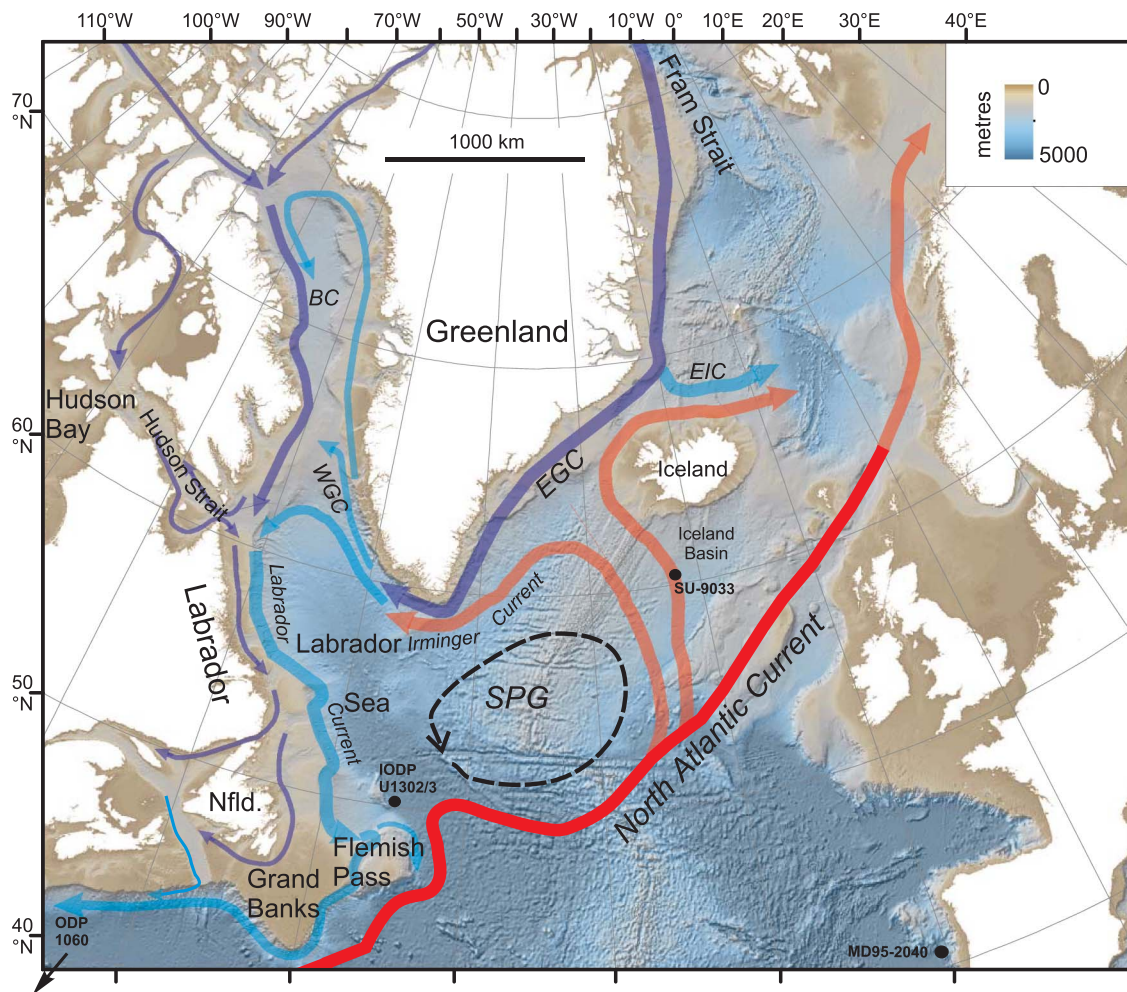 110°W 100°W 90°W 70°W 50°W 30°W 10°W 0° 20°E 30°E 40°E
70
°N
60
°N
50
°N
40
°N
Fram Strait
0
metres
5000
1000 km
BC
Greenland
EIC
Hudson
Bay
Hudson Strait
WGC
EGC
Iceland
Iceland
Basin
SU-9033
Labrador
Labrador
Current
Labrador
Sea
Irminger
Current
SPG
North Atlantic Current
IODP
U1302/3
Nfld.
Flemish
Pass
Grand
Banks
ODP
1060
MD95-2040